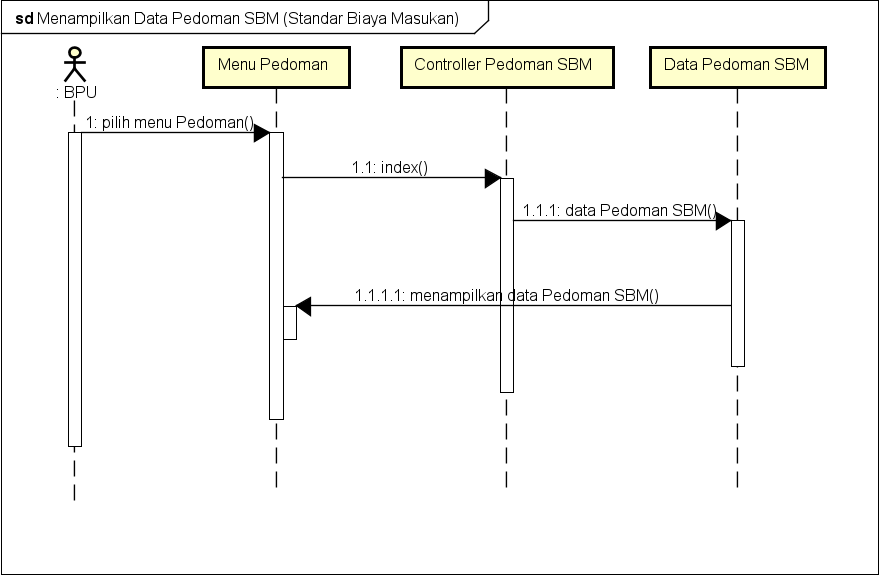 sd Menampilkan Data Pedoman SBM (Standar Biaya Masukan)
: BPU
Menu Pedoman
Controller Pedoman SBM
Data Pedoman SBM
1: pilih menu Pedoman()
1.1: index()
1.1.1: data Pedoman SBM()
1.1.1.1: menampilkan data Pedoman SBM()